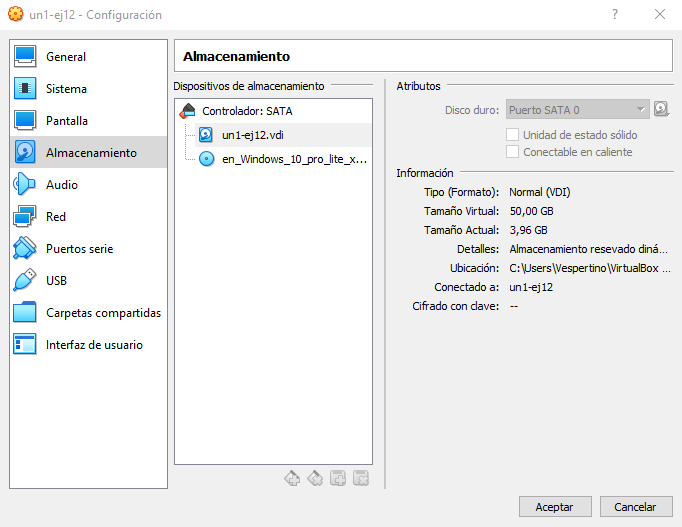 un1-ej12 - Configuración
?
General
Sistema
Pantalla
Almacenamiento
Audio
Red
Puertos serie
USB
Carpetas compartidas
Interfaz de usuario
Almacenamiento
Dispositivos de almacenamiento
Controlador: SATA
un1-ej12.vdi
en_Windows_10_pro_lite_x...
Atributos
Disco duro: Puerto SATA 0
Unidad de estado sólido
Conectable en caliente
Información
Tipo (Formato): Normal (VDI)
Tamaño Virtual: 50,00 GB
Tamaño Actual: 3,96 GB
Detalles: Almacenamiento resevado diná...
Ubicación: C:\Users\Vespertino\VirtualBox ...
Conectado a: un1-ej12
Cifrado con clave: --
Aceptar
Cancelar